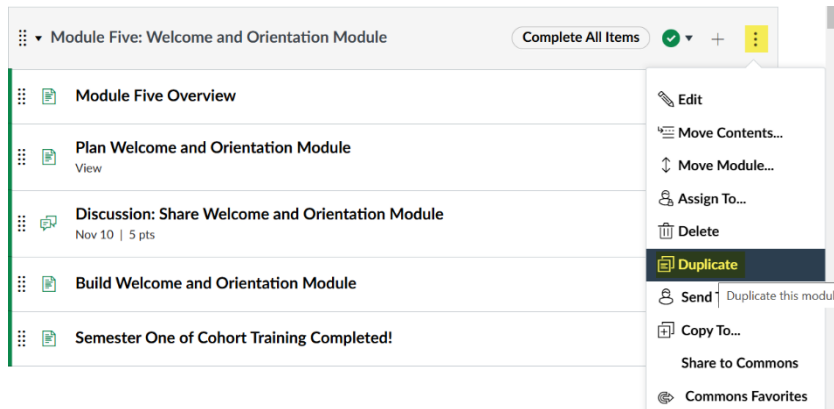 Module Five: Welcome and Orientation Module
Complete All Items
Module Five Overview
Plan Welcome and Orientation Module
View
Discussion: Share Welcome and Orientation Module
Nov 10 | 5 pts
Build Welcome and Orientation Module
Semester One of Cohort Training Completed!
Edit
Move Contents...
Move Module...
Assign To...
Delete
Duplicate
Send
Duplicate this modul
Copy To...
Share to Commons
Commons Favorites